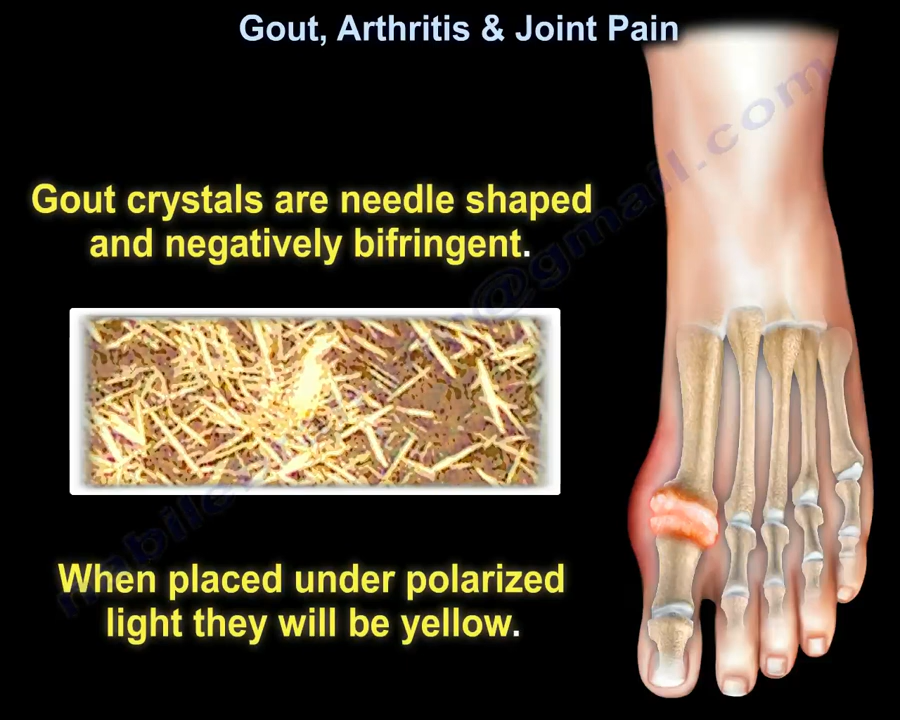 Gout, Arthritis & Joint Pain
Gout crystals are needle shaped
and negatively bifringent.
When placed under polarized
light they will be yellow.